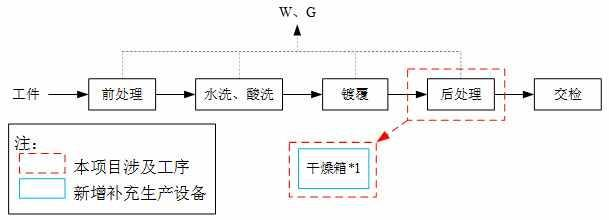 W、G
工件
前处理
水洗、酸洗
镀覆
后处理
交检
干燥箱*1
注：
本项目涉及工序
新增补充生产设备